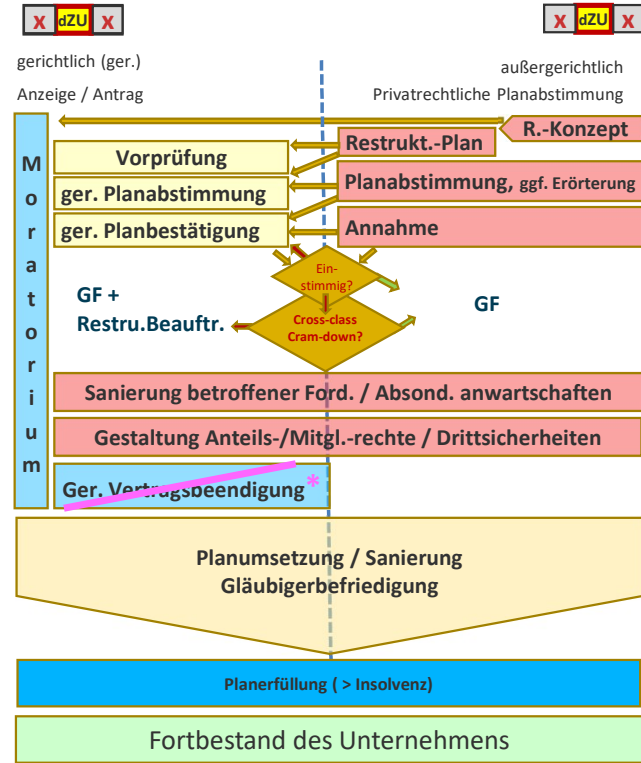 x dZU x
x dZU x
gerichtlich (ger.)
Anzeige / Antrag
außergerichtlich
Privatrechtliche Planabstimmung
R.-Konzept
Moratorium
Vorprüfung
Restrukt.-Plan
ger. Planabstimmung
Planabstimmung, ggf. Erörterung
ger. Planbestätigung
Annahme
Ein-
stimmig?
GF +
Restru.Beauftr.
GF
Cross-class
Cram-down?
Sanierung betroffener Ford. / Absond. anwartschaften
Gestaltung Anteils-/Mitgl.-rechte / Drittsicherheiten
Ger. Vertragsbeendigung *
Planumsetzung / Sanierung
Gläubigerbefriedigung
Planerfüllung ( > Insolvenz)
Fortbestand des Unternehmens